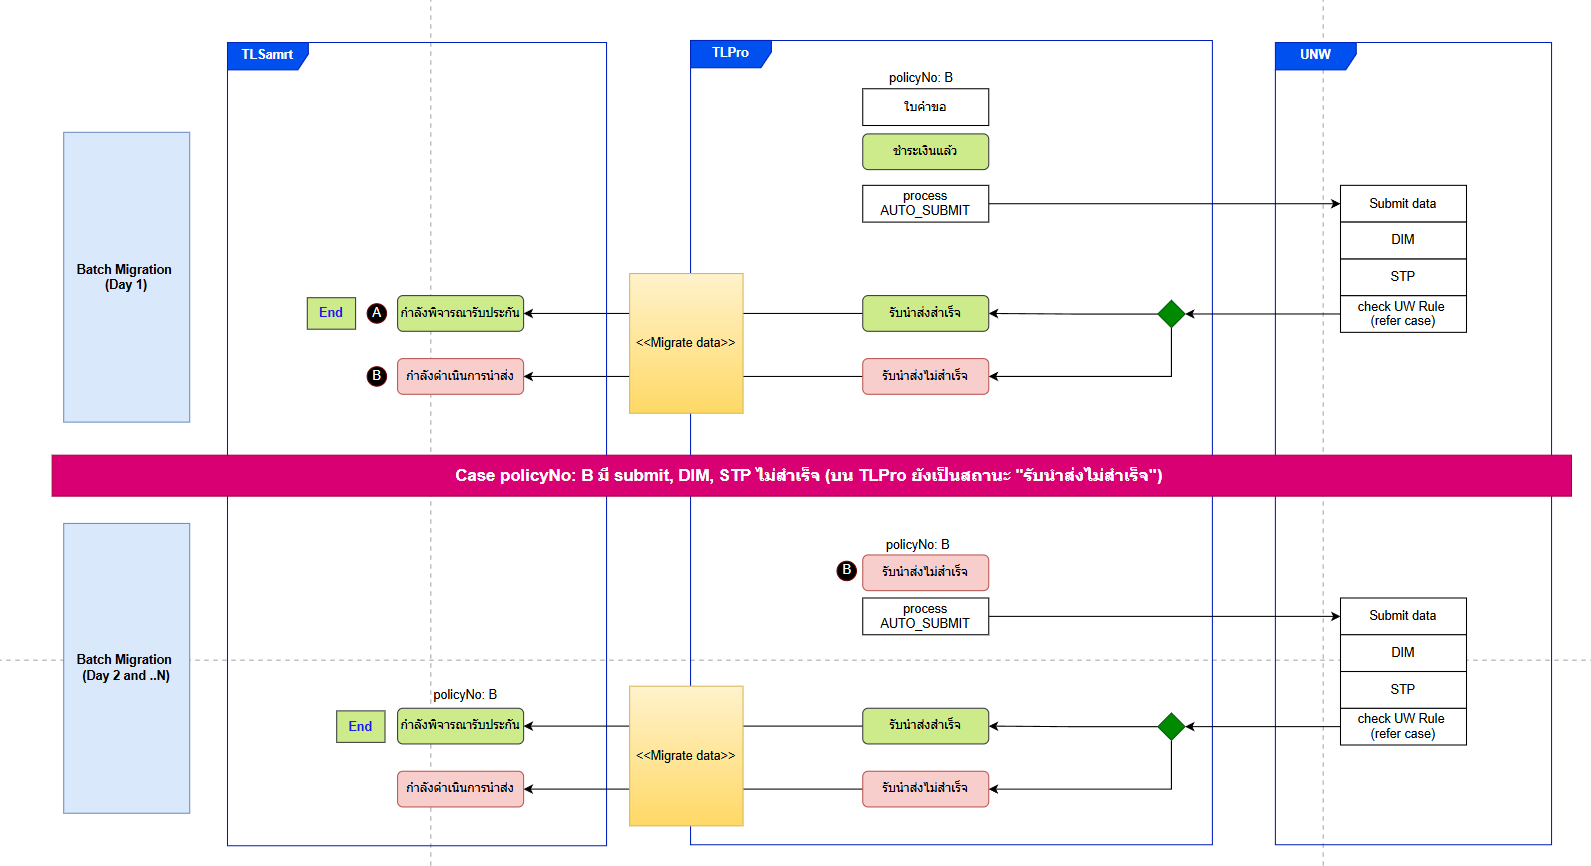 TLSamrt
TLPro
UNW
policyNo: B
ใบคำขอ
ชำระเงินแล้ว
process
AUTO_SUBMIT
Submit data
DIM
STP
check UW Rule
(refer case)
Batch Migration
(Day 1)
End
A
กำลังพิจารณารับประกัน
<<Migrate data>>
รับนำส่งสำเร็จ
B
กำลังดำเนินการนำส่ง
รับนำส่งไม่สำเร็จ
Case policyNo: B มี submit, DIM, STP ไม่สำเร็จ (บน TLPro ยังเป็นสถานะ "รับนำส่งไม่สำเร็จ")
policyNo: B
B
รับนำส่งไม่สำเร็จ
process
AUTO_SUBMIT
Submit data
DIM
STP
check UW Rule
(refer case)
Batch Migration
(Day 2 and ..N)
policyNo: B
End
กำลังพิจารณารับประกัน
<<Migrate data>>
รับนำส่งสำเร็จ
กำลังดำเนินการนำส่ง
รับนำส่งไม่สำเร็จ